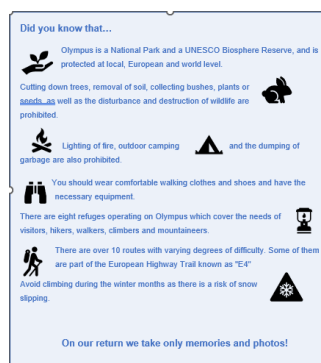 Did you know that…
Olympus is a National Park and a UNESCO Biosphere Reserve, and is
protected at local, European and world level.
Cutting down trees, removal of soil, collecting bushes, plants or
seeds, as well as the disturbance and destruction of wildlife are
prohibited.
Lighting of fire, outdoor camping and the dumping of
garbage are also prohibited.
You should wear comfortable walking clothes and shoes and have the
necessary equipment.
There are eight refuges operating on Olympus which cover the needs of
visitors, hikers, walkers, climbers and mountaineers.
There are over 10 routes with varying degrees of difficulty. Some of them
are part of the European Highway Trail known as "E4"
Avoid climbing during the winter months as there is a risk of snow
slipping.
On our return we take only memories and photos!